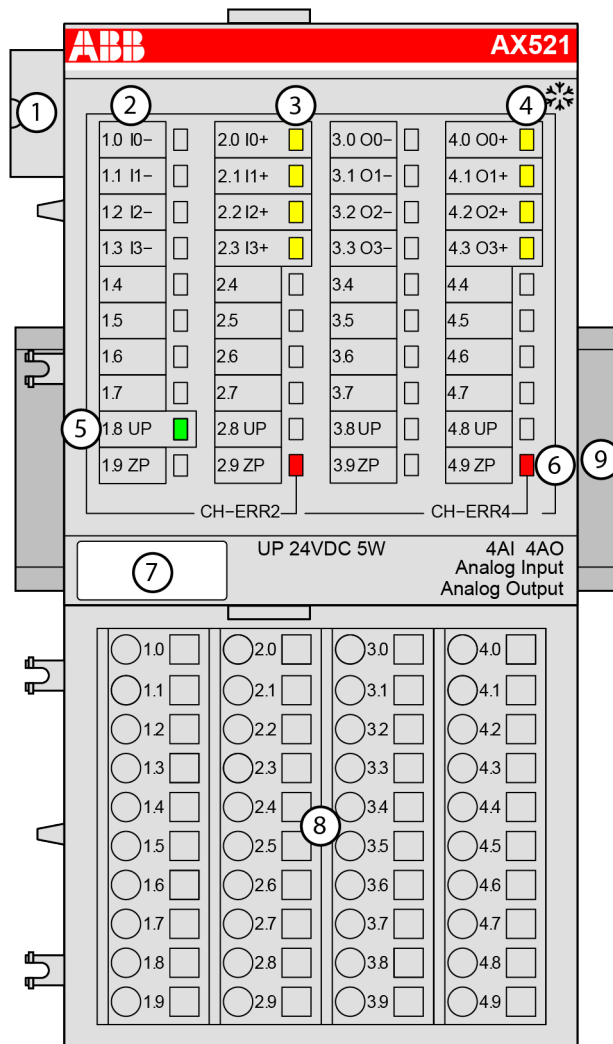 ABB AX521
1 2 3 4
1.0 I0– 2.0 I0+ 3.0 O0– 4.0 O0+
1.1 I1– 2.1 I1+ 3.1 O1– 4.1 O1+
1.2 I2– 2.2 I2+ 3.2 O2– 4.2 O2+
1.3 I3– 2.3 I3+ 3.3 O3– 4.3 O3+
1.4 2.4 3.4 4.4
1.5 2.5 3.5 4.5
1.6 2.6 3.6 4.6
1.7 2.7 3.7 4.7
5 1.8 UP 2.8 UP 3.8 UP 4.8 UP
1.9 ZP 2.9 ZP 3.9 ZP 4.9 ZP 6 9
CH–ERR2 CH–ERR4
7 UP 24VDC 5W 4AI 4AO
Analog Input
Analog Output
1.0 2.0 3.0 4.0
1.1 2.1 3.1 4.1
1.2 2.2 3.2 4.2
1.3 2.3 3.3 4.3
1.4 2.4 3.4 4.4
8
1.5 2.5 3.5 4.5
1.6 2.6 3.6 4.6
1.7 2.7 3.7 4.7
1.8 2.8 3.8 4.8
1.9 2.9 3.9 4.9